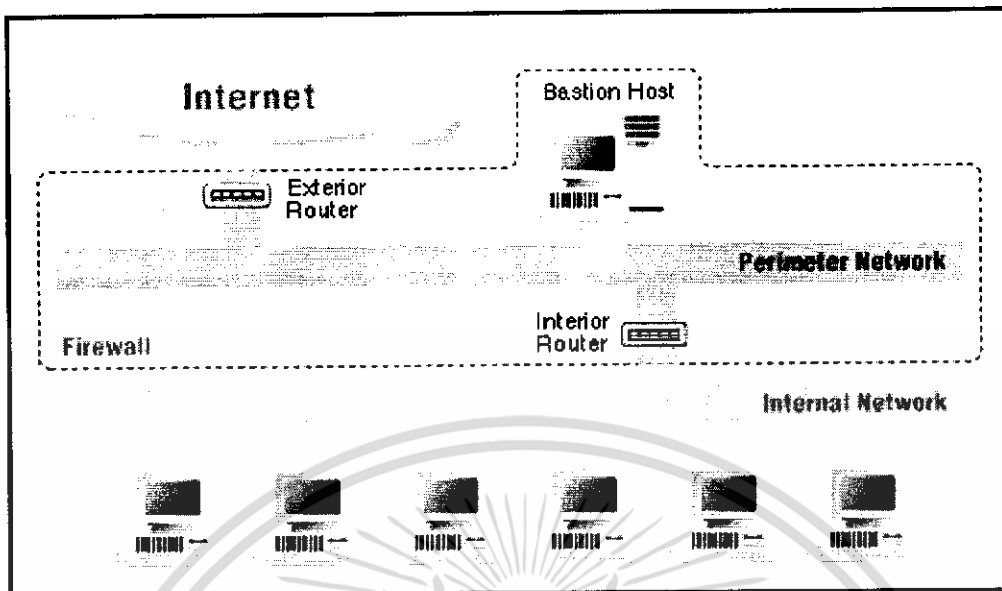 Internet
Bastion Host
Exterior
Router
Perimeter Network
Interior
Router
Firewall
Internal Network